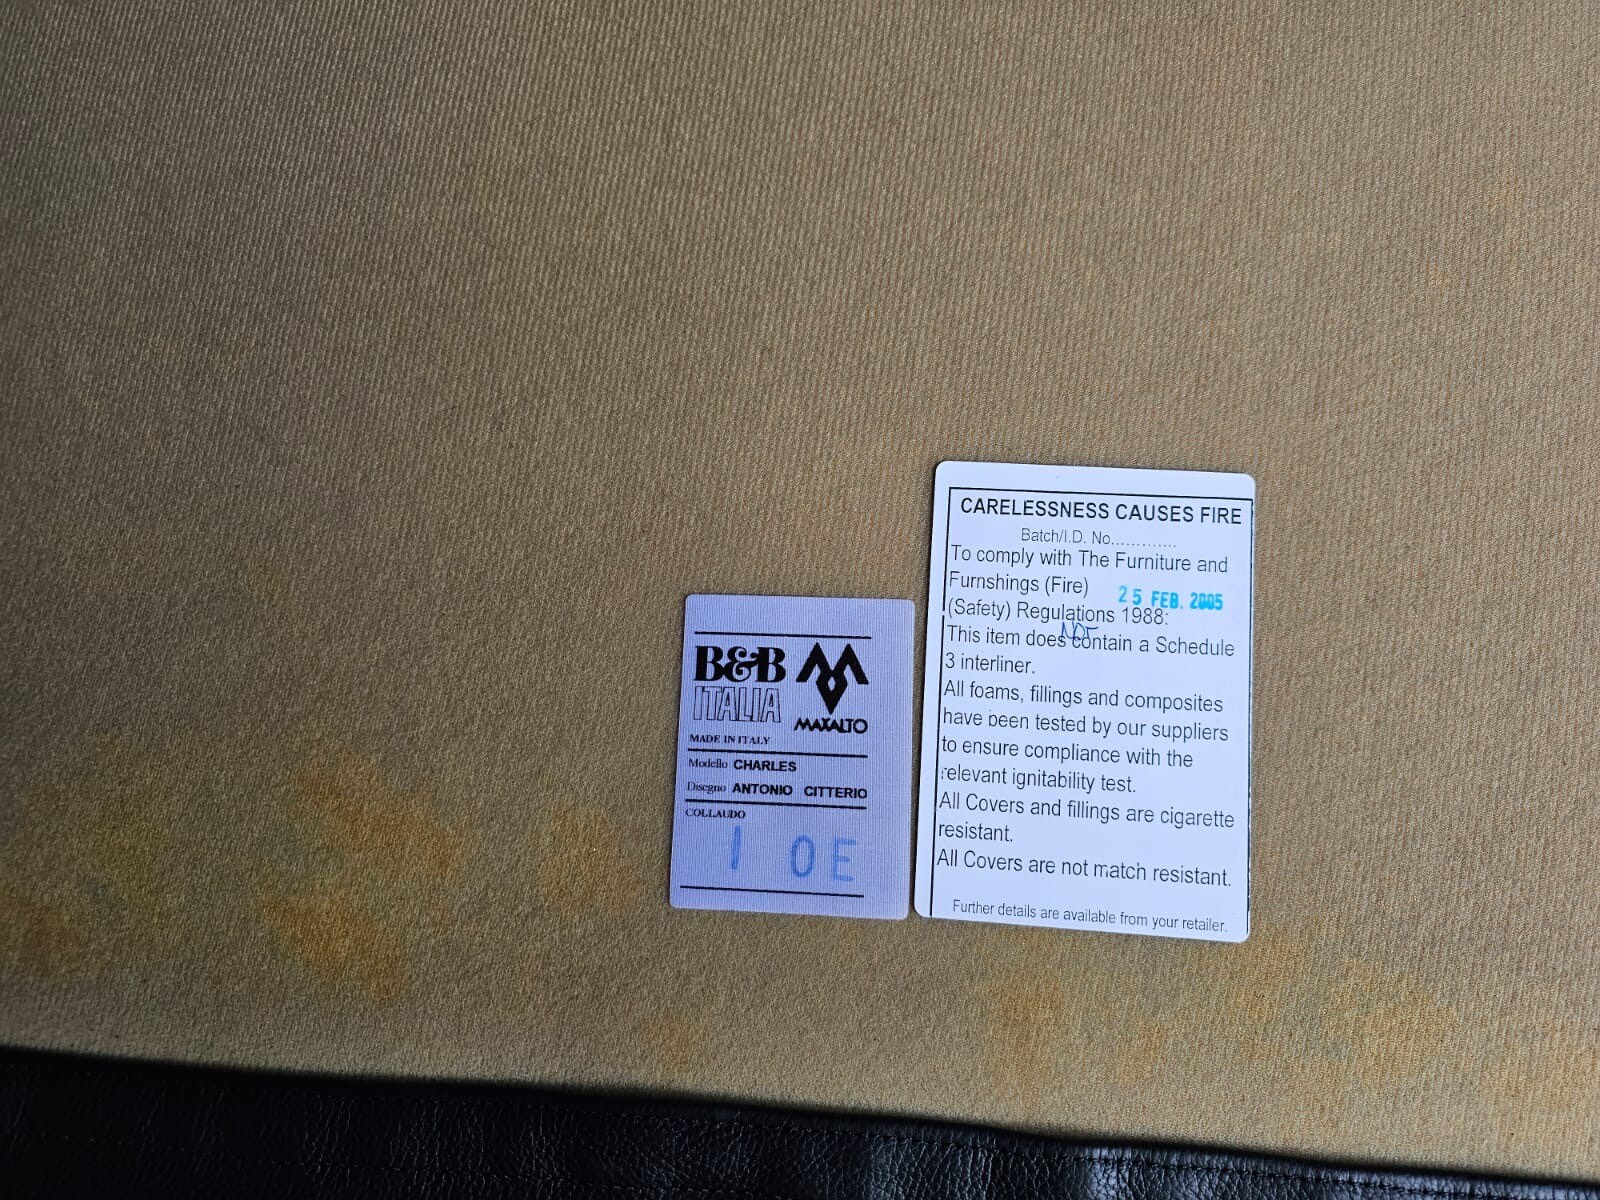 B&B
ITALIA
MAXALTO
MADE IN ITALY
Modello CHARLES
Disegno ANTONIO CITTERIO
COLLAUDO
1 OE
CARELESSNESS CAUSES FIRE
Batch/I.D. No.............
To comply with The Furniture and
Furnshings (Fire)
25 FEB. 2005
(Safety) Regulations 1988:
NOT
This item does contain a Schedule
3 interliner.
All foams, fillings and composites
have been tested by our suppliers
to ensure compliance with the
relevant ignitability test.
All Covers and fillings are cigarette
resistant.
All Covers are not match resistant.
Further details are available from your retailer.